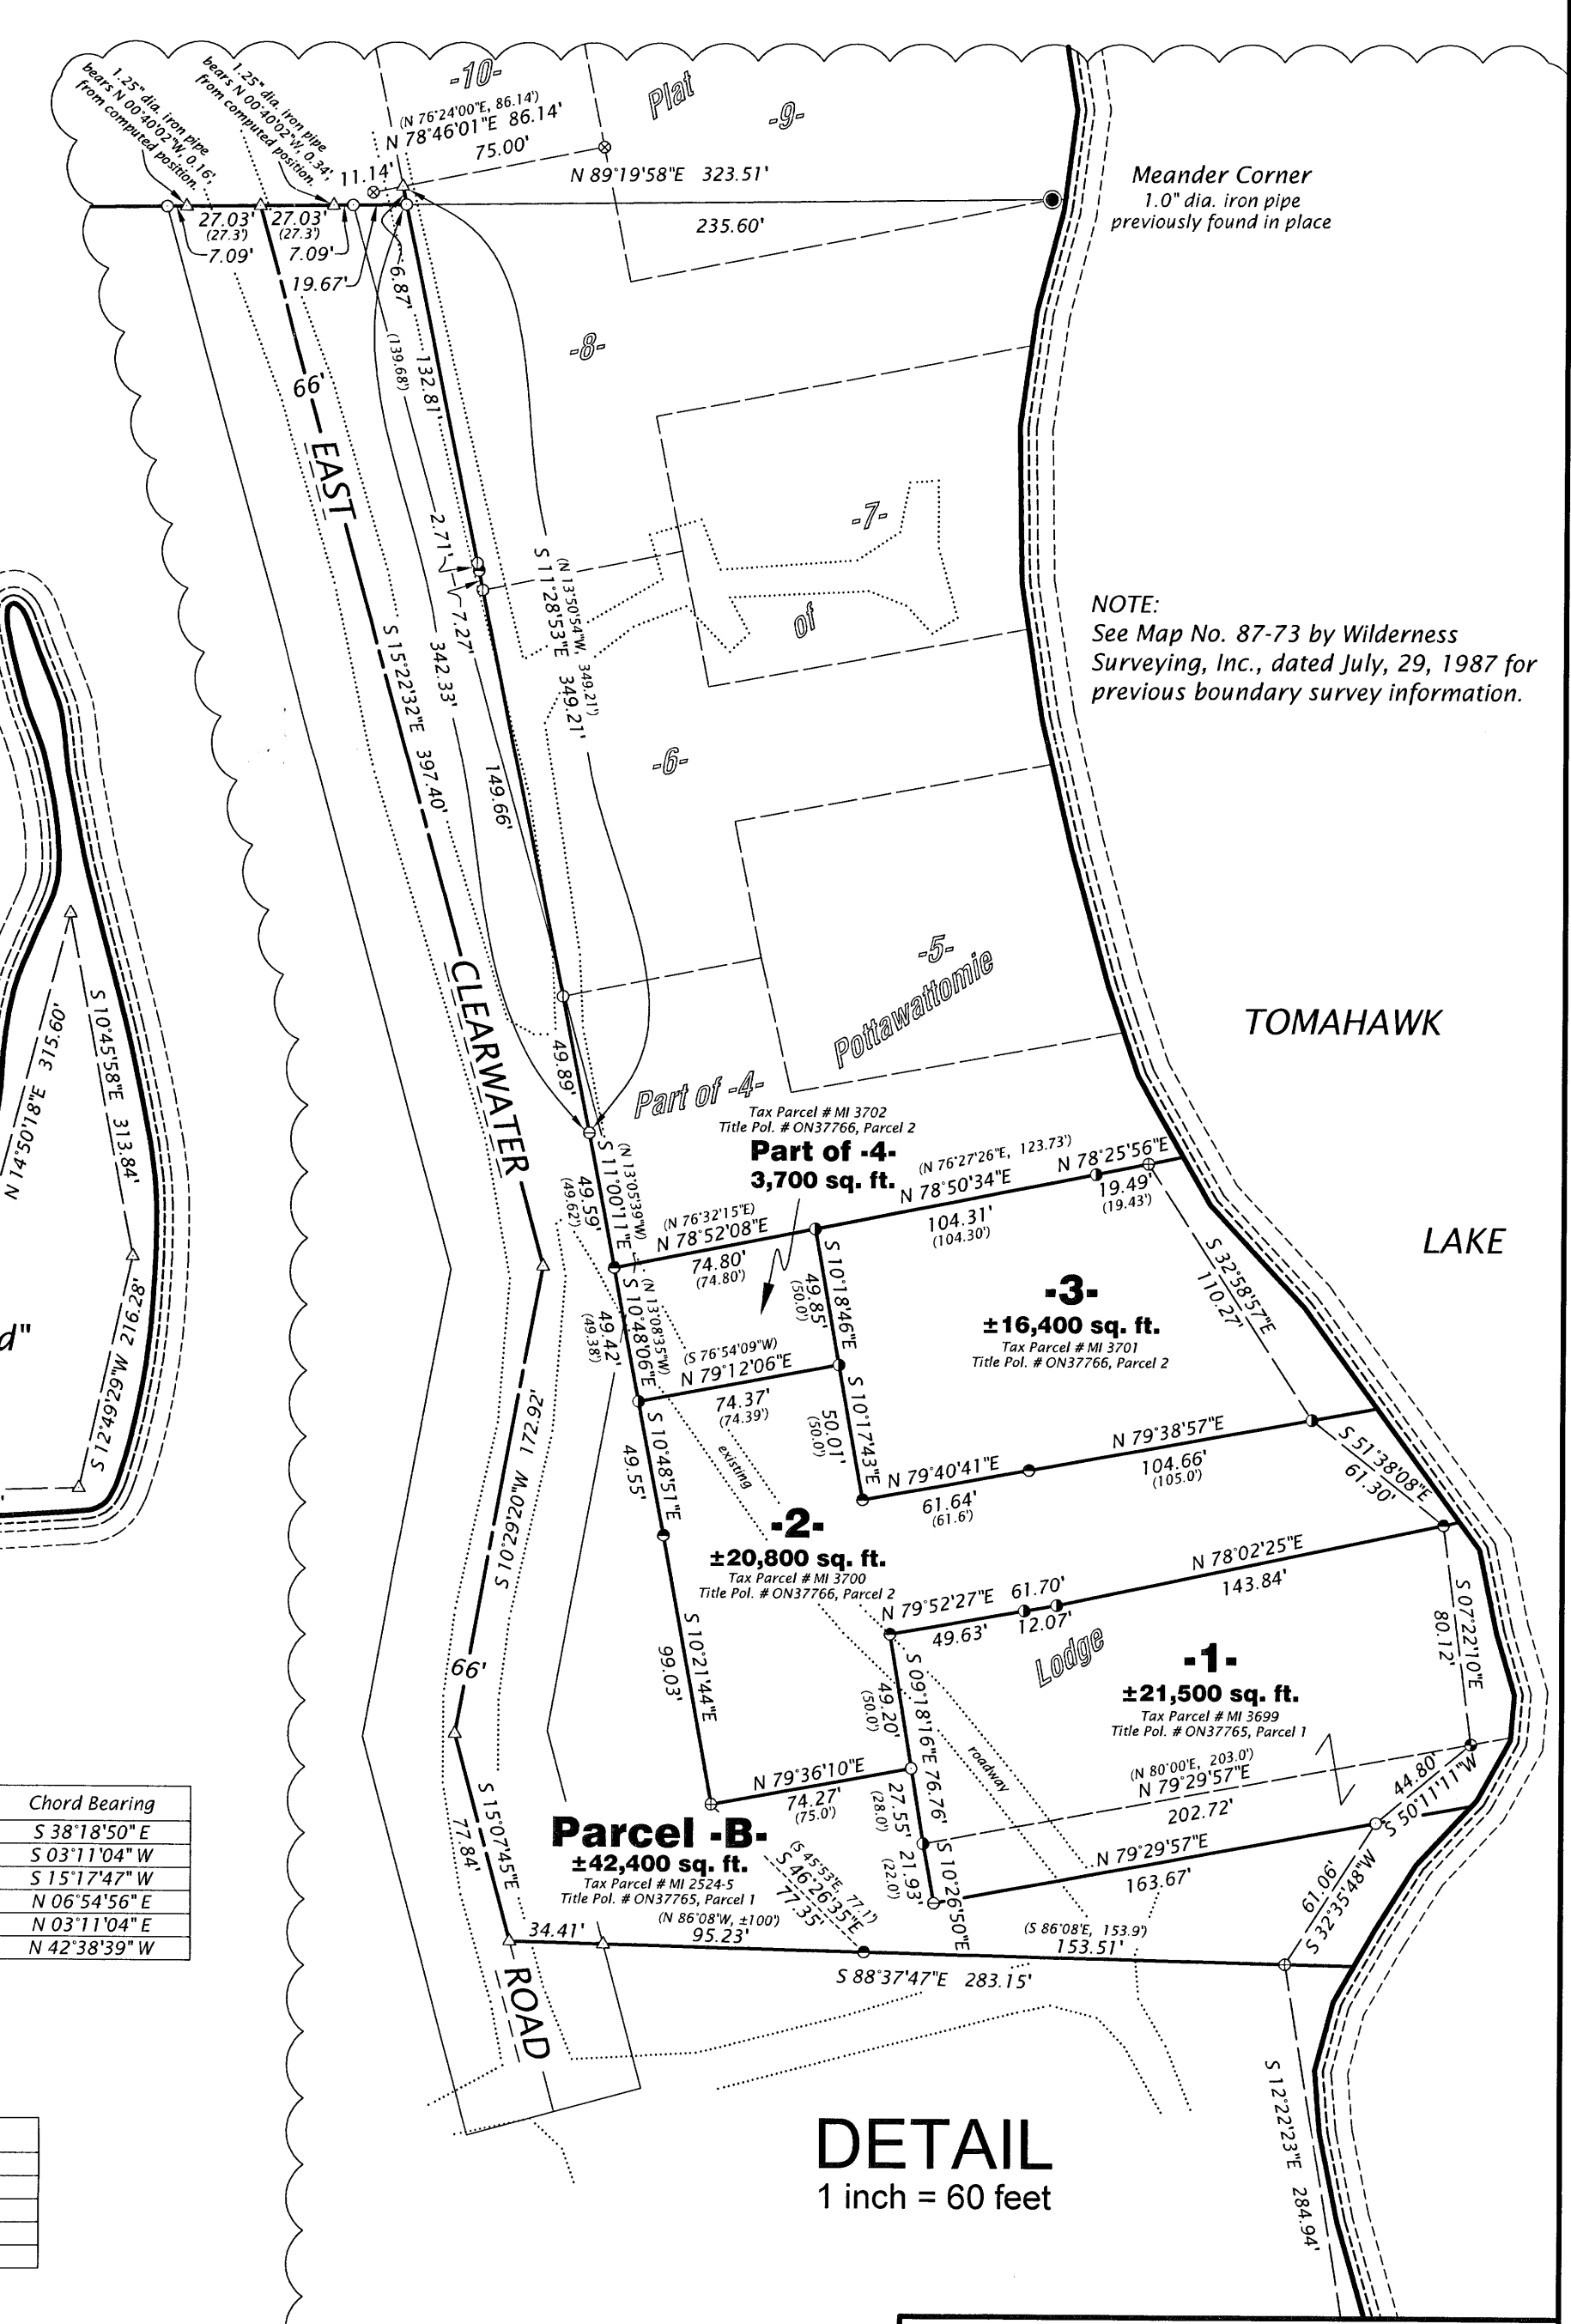 1.25" dia. iron pipe
bears N 00°40'02"W, 0.16',
from computed position.
1.25" dia. iron pipe
bears N 00°40'02"W, 0.34',
from computed position.
-10-
(N 76°24'00"E, 86.14')
N 78°46'01"E 86.14'
75.00'
11.14'
Plat
-9-
N 89°19'58"E 323.51'
235.60'
Meander Corner
1.0" dia. iron pipe
previously found in place
27.03'
(27.3')
7.09'
27.03'
(27.3')
7.09'
19.67'
6.87'
(139.68')
132.81'
-8-
66'
EAST
-7-
of
2.71'
7.27'
S 15°22'32"E 397.40'
342.33'
(N 13°50'54"W, 349.21')
S 11°28'53"E 349.21'
NOTE:
See Map No. 87-73 by Wilderness
Surveying, Inc., dated July, 29, 1987 for
previous boundary survey information.
-6-
149.66'
-5-
Pottawattomie
CLEARWATER
TOMAHAWK
LAKE
49.89'
Part of -4-
Tax Parcel # MI 3702
Title Pol. # ON37766, Parcel 2
Part of -4-
3,700 sq. ft.
(N 76°27'26"E, 123.73')
N 78°50'34"E
104.31'
(104.30')
N 78°25'56"E
19.49'
(19.43')
(N 13°05'39"W)
S 11°00'11"E
49.59'
(49.62')
(N 76°32'15"E)
N 78°52'08"E
74.80'
(74.80')
S 10°18'46"E
49.85'
(50.0')
S 32°58'57"E
110.27'
-3-
±16,400 sq. ft.
Tax Parcel # MI 3701
Title Pol. # ON37766, Parcel 2
(N 13°08'35"W)
S 10°48'06"E
49.42'
(49.38')
(S 76°54'09"W)
N 79°12'06"E
74.37'
(74.39')
S 10°17'43"E
50.01'
(50.0')
N 79°40'41"E
61.64'
(61.6')
N 79°38'57"E
104.66'
(105.0')
S 51°38'08"E
61.30'
S 10°48'51"E
49.55'
existing
-2-
±20,800 sq. ft.
Tax Parcel # MI 3700
Title Pol. # ON37766, Parcel 2
N 79°52'27"E 61.70'
49.63'
12.07'
N 78°02'25"E
143.84'
S 07°22'10"E
80.12'
Lodge
-1-
±21,500 sq. ft.
Tax Parcel # MI 3699
Title Pol. # ON37765, Parcel 1
S 10°29'20"W 172.92'
66'
S 10°21'44"E
99.03'
S 09°18'16"E 76.76'
49.20'
(50.0')
27.55'
(28.0')
roadway
N 79°36'10"E
74.27'
(75.0')
(N 80°00'E, 203.0')
N 79°29'57"E
202.72'
44.80'
S 50°11'11"W
N 79°29'57"E
163.67'
21.93'
(22.0')
S 10°26'50"E
61.06'
S 32°35'48"W
S 15°07'45"E
77.84'
Parcel -B-
±42,400 sq. ft.
Tax Parcel # MI 2524-5
Title Pol. # ON37765, Parcel 1
(S 45°53'E, 77.1')
S 46°26'35"E
77.35'
34.41'
(N 86°08'W, ±100')
95.23'
(S 86°08'E, 153.9')
153.51'
S 88°37'47"E 283.15'
ROAD
S 12°22'23"E 284.94'
DETAIL
1 inch = 60 feet
N 14°50'18"E 315.60'
S 10°45'58"E 313.84'
S 12°49'29"W 216.28'
d"
Chord Bearing
S 38°18'50" E
S 03°11'04" W
S 15°17'47" W
N 06°54'56" E
N 03°11'04" E
N 42°38'39" W